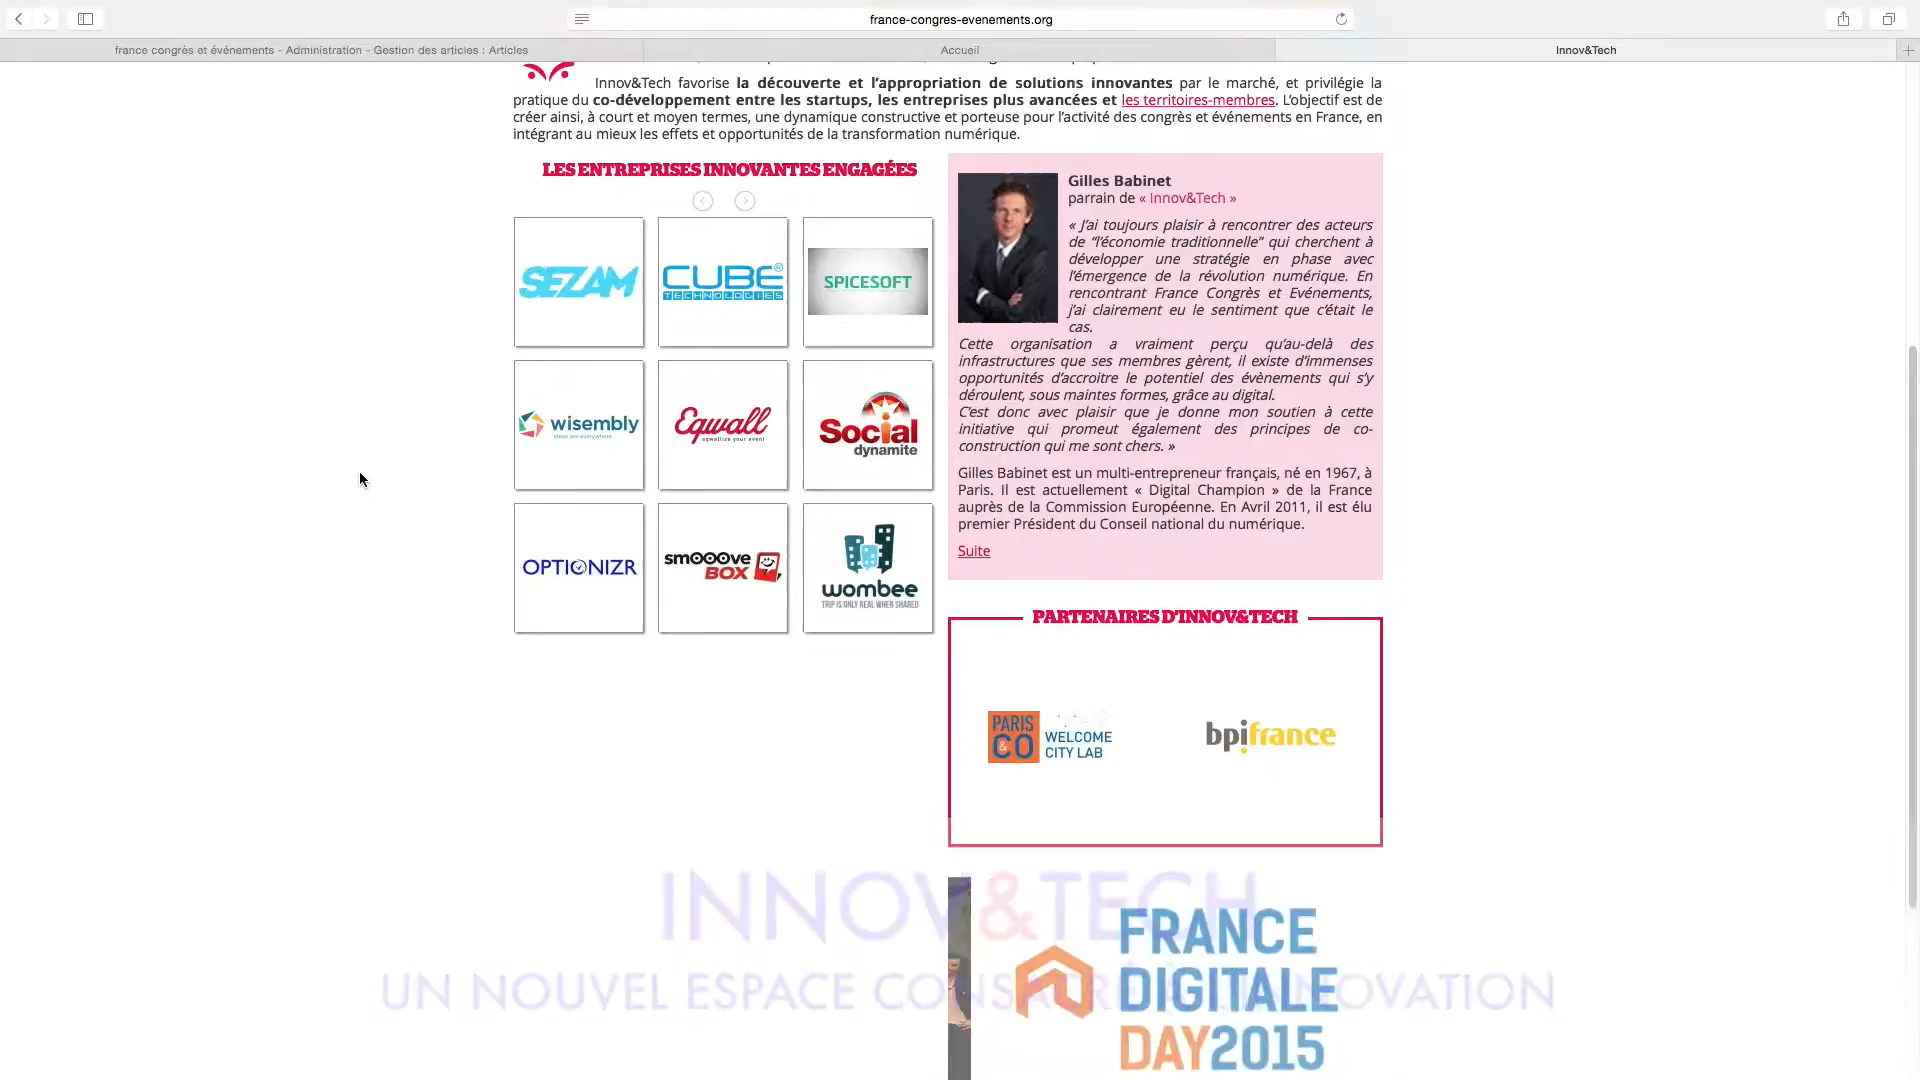 france-congres-evenements.org
france congrès et événements - Administration - Gestion des articles : Articles
Accueil
Innov&Tech
Innov&Tech favorise la découverte et l'appropriation de solutions innovantes par le marché, et privilégie la
pratique du co-développement entre les startups, les entreprises plus avancées et les territoires-membres. L'objectif est de
créer ainsi, à court et moyen termes, une dynamique constructive et porteuse pour l'activité des congrès et événements en France, en
intégrant au mieux les effets et opportunités de la transformation numérique.
LES ENTREPRISES INNOVANTES ENGAGÉES
SEZAM
CUBE®
TECHNOLOGIES
SPICESOFT
wisembly
ideas are everywhere
Eqwall
eqwallize your event
Social
dynamite
OPTIONIZR
smOOOve
BOX
wombee
TRIP IS ONLY REAL WHEN SHARED
Gilles Babinet
parrain de « Innov&Tech »
« J'ai toujours plaisir à rencontrer des acteurs
de “l'économie traditionnelle” qui cherchent à
développer une stratégie en phase avec
l'émergence de la révolution numérique. En
rencontrant France Congrès et Evénements,
j'ai clairement eu le sentiment que c'était le
cas.
Cette organisation a vraiment perçu qu'au-delà des
infrastructures que ses membres gèrent, il existe d'immenses
opportunités d'accroitre le potentiel des évènements qui s'y
déroulent, sous maintes formes, grâce au digital.
C'est donc avec plaisir que je donne mon soutien à cette
initiative qui promeut également des principes de co-
construction qui me sont chers. »
Gilles Babinet est un multi-entrepreneur français, né en 1967, à
Paris. Il est actuellement « Digital Champion » de la France
auprès de la Commission Européenne. En Avril 2011, il est élu
premier Président du Conseil national du numérique.
Suite
PARTENAIRES D'INNOV&TECH
PARIS
&CO
WELCOME
CITY LAB
bpifrance
INNOV&TECH
UN NOUVEL ESPACE CONSACRÉ À L'INNOVATION
FRANCE
DIGITALE
DAY2015